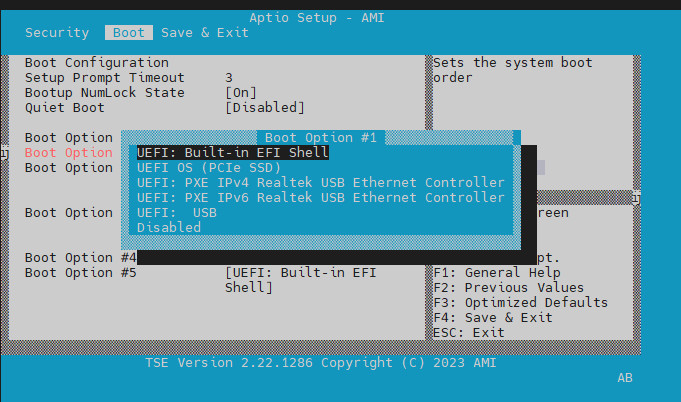 Aptio Setup - AMI
Security Boot Save & Exit
Boot Configuration
Setup Prompt Timeout 3
Bootup NumLock State [On]
Quiet Boot [Disabled]
Sets the system boot
order
Boot Option
Boot Option
Boot Option
Boot Option
Boot Option #1
UEFI: Built-in EFI Shell
UEFI OS (PCIe SSD)
UEFI: PXE IPv4 Realtek USB Ethernet Controller
UEFI: PXE IPv6 Realtek USB Ethernet Controller
UEFI: USB
Disabled
Boot Option #4
Boot Option #5 [UEFI: Built-in EFI
Shell]
reen
pt.
F1: General Help
F2: Previous Values
F3: Optimized Defaults
F4: Save & Exit
ESC: Exit
TSE Version 2.22.1286 Copyright (C) 2023 AMI
AB